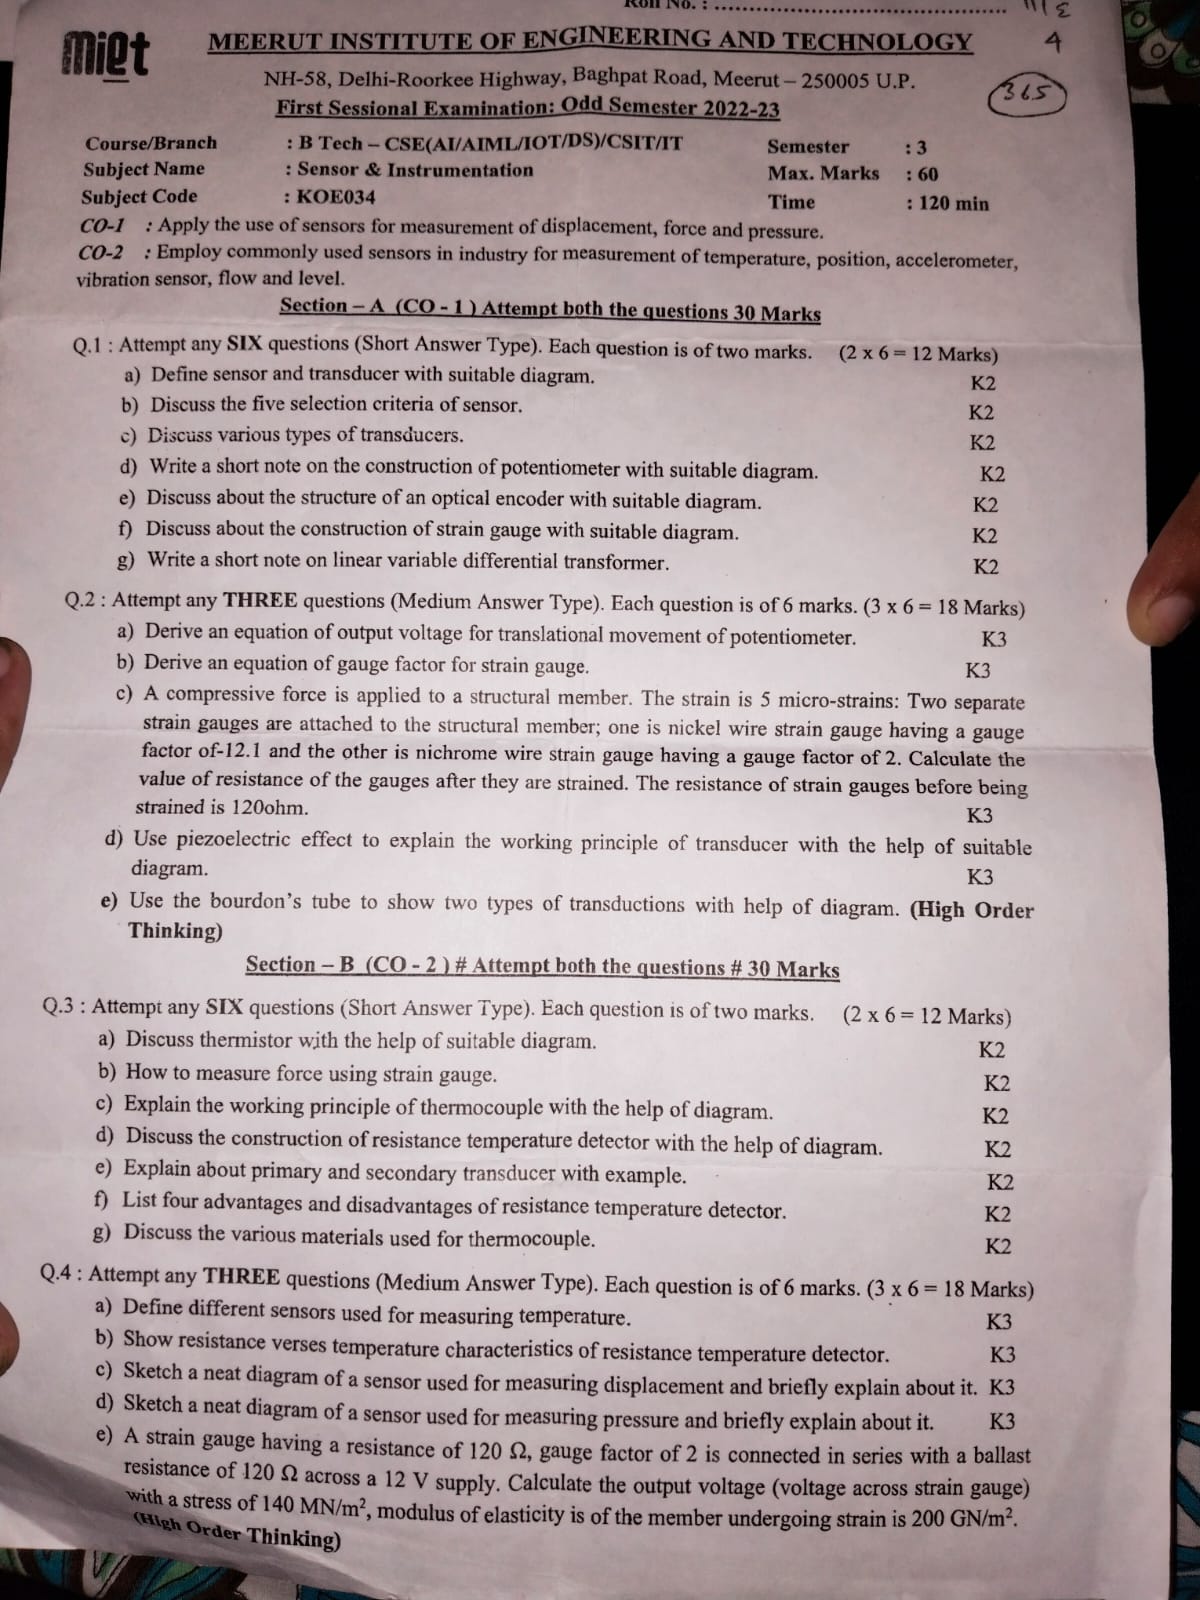 Roll No. : ........................................
4
365
miet
MEERUT INSTITUTE OF ENGINEERING AND TECHNOLOGY
NH-58, Delhi-Roorkee Highway, Baghpat Road, Meerut – 250005 U.P.
First Sessional Examination: Odd Semester 2022-23
Course/Branch : B Tech – CSE(AI/AIML/IOT/DS)/CSIT/IT Semester : 3
Subject Name : Sensor & Instrumentation Max. Marks : 60
Subject Code : KOE034 Time : 120 min
CO-1 : Apply the use of sensors for measurement of displacement, force and pressure.
CO-2 : Employ commonly used sensors in industry for measurement of temperature, position, accelerometer,
vibration sensor, flow and level.
Section – A (CO - 1 ) Attempt both the questions 30 Marks
Q.1 : Attempt any SIX questions (Short Answer Type). Each question is of two marks. (2 x 6 = 12 Marks)
a) Define sensor and transducer with suitable diagram. K2
b) Discuss the five selection criteria of sensor. K2
c) Discuss various types of transducers. K2
d) Write a short note on the construction of potentiometer with suitable diagram. K2
e) Discuss about the structure of an optical encoder with suitable diagram. K2
f) Discuss about the construction of strain gauge with suitable diagram. K2
g) Write a short note on linear variable differential transformer. K2
Q.2 : Attempt any THREE questions (Medium Answer Type). Each question is of 6 marks. (3 x 6 = 18 Marks)
a) Derive an equation of output voltage for translational movement of potentiometer. K3
b) Derive an equation of gauge factor for strain gauge. K3
c) A compressive force is applied to a structural member. The strain is 5 micro-strains: Two separate
strain gauges are attached to the structural member; one is nickel wire strain gauge having a gauge
factor of-12.1 and the other is nichrome wire strain gauge having a gauge factor of 2. Calculate the
value of resistance of the gauges after they are strained. The resistance of strain gauges before being
strained is 120ohm. K3
d) Use piezoelectric effect to explain the working principle of transducer with the help of suitable
diagram. K3
e) Use the bourdon's tube to show two types of transductions with help of diagram. (High Order
Thinking)
Section – B (CO - 2 ) # Attempt both the questions # 30 Marks
Q.3 : Attempt any SIX questions (Short Answer Type). Each question is of two marks. (2 x 6 = 12 Marks)
a) Discuss thermistor with the help of suitable diagram. K2
b) How to measure force using strain gauge. K2
c) Explain the working principle of thermocouple with the help of diagram. K2
d) Discuss the construction of resistance temperature detector with the help of diagram. K2
e) Explain about primary and secondary transducer with example. K2
f) List four advantages and disadvantages of resistance temperature detector. K2
g) Discuss the various materials used for thermocouple. K2
Q.4 : Attempt any THREE questions (Medium Answer Type). Each question is of 6 marks. (3 x 6 = 18 Marks)
a) Define different sensors used for measuring temperature. K3
b) Show resistance verses temperature characteristics of resistance temperature detector. K3
c) Sketch a neat diagram of a sensor used for measuring displacement and briefly explain about it. K3
d) Sketch a neat diagram of a sensor used for measuring pressure and briefly explain about it. K3
e) A strain gauge having a resistance of 120 Ω, gauge factor of 2 is connected in series with a ballast
resistance of 120 Ω across a 12 V supply. Calculate the output voltage (voltage across strain gauge)
with a stress of 140 MN/m², modulus of elasticity is of the member undergoing strain is 200 GN/m².
(High Order Thinking)